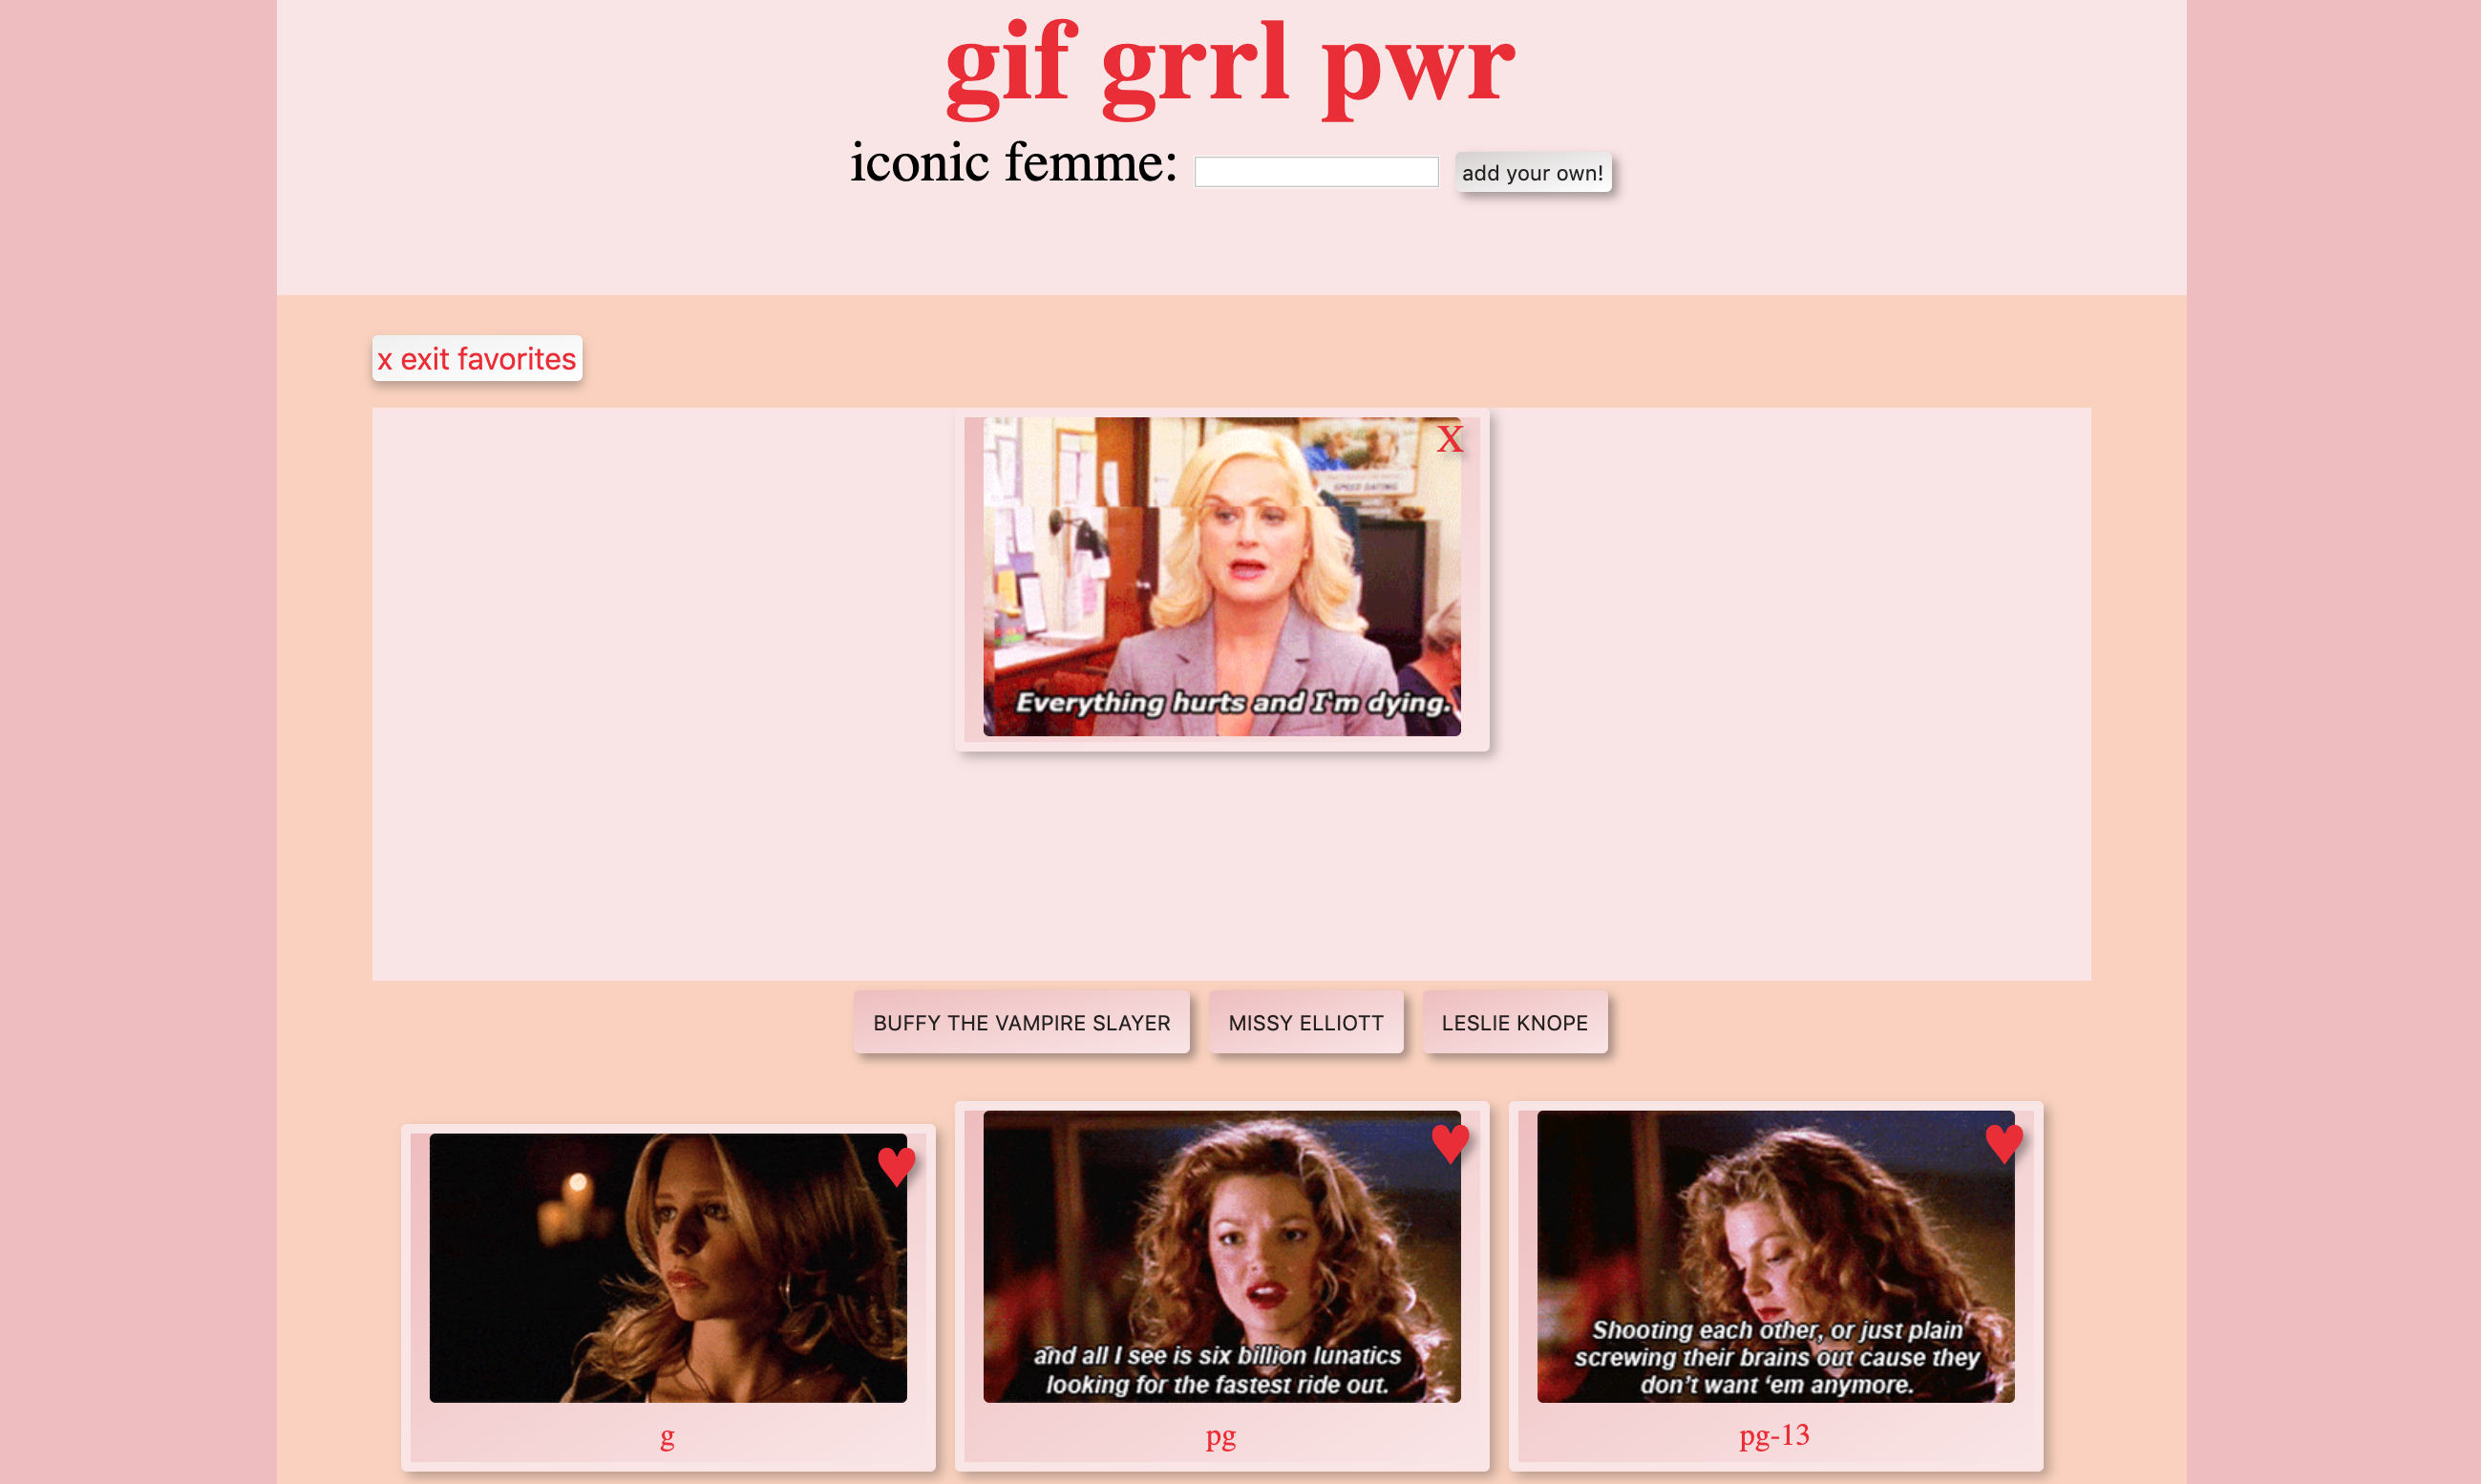 gif grrl pwr
iconic femme: add your own!
x exit favorites
X
SPEED DATING
Everything hurts and I'm dying.
BUFFY THE VAMPIRE SLAYER MISSY ELLIOTT LESLIE KNOPE
and all I see is six billion lunatics
looking for the fastest ride out.
Shooting each other, or just plain
screwing their brains out cause they
don't want ‘em anymore.
g pg pg-13